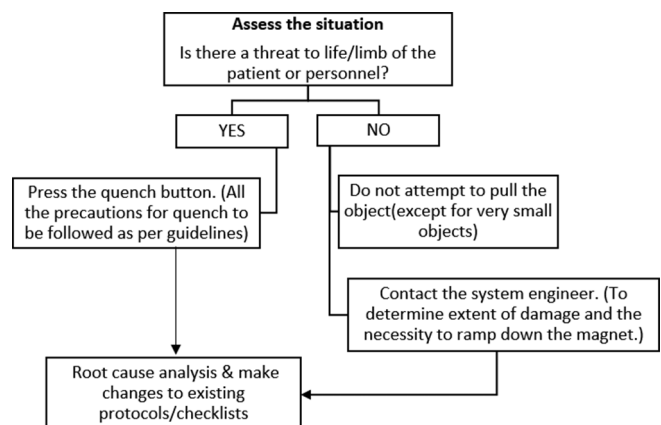 Assess the situation
Is there a threat to life/limb of the
patient or personnel?
YES
NO
Press the quench button. (All
the precautions for quench to
be followed as per guidelines)
Do not attempt to pull the
object(except for very small
objects)
Contact the system engineer. (To
determine extent of damage and the
necessity to ramp down the magnet.)
Root cause analysis & make
changes to existing
protocols/checklists